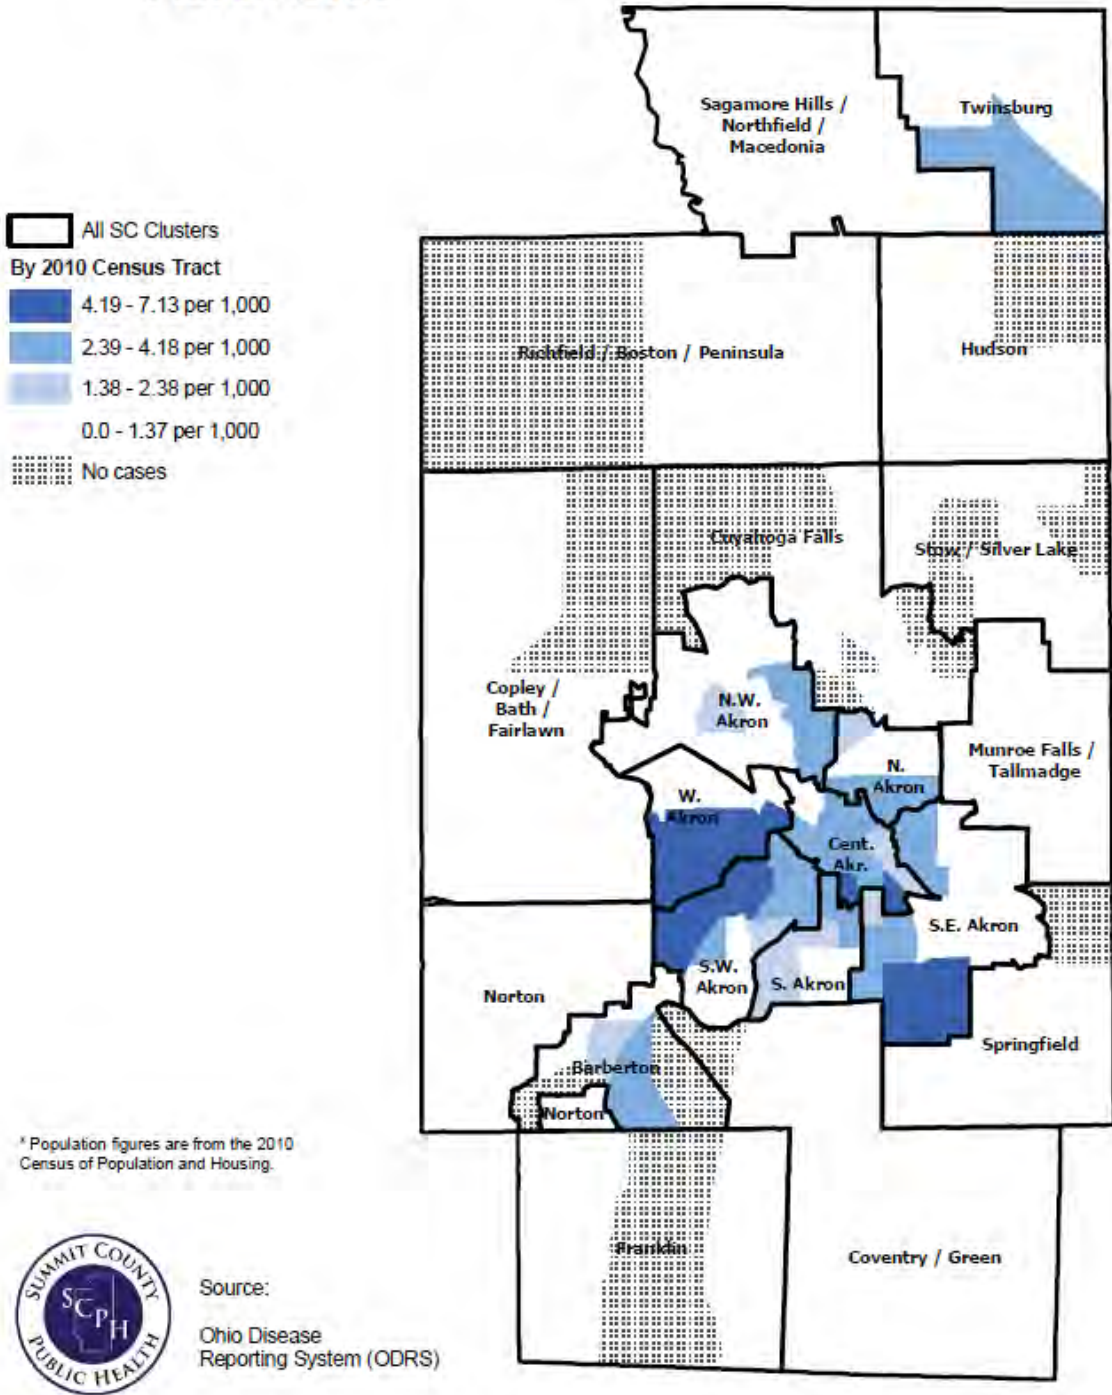 Sagamore Hills /
Northfield /
Macedonia
Twinsburg
All SC Clusters
By 2010 Census Tract
4.19 - 7.13 per 1,000
2.39 - 4.18 per 1,000
1.38 - 2.38 per 1,000
0.0 - 1.37 per 1,000
No cases
Richfield / Boston / Peninsula
Hudson
Cuyahoga Falls
Stow / Silver Lake
Copley /
Bath /
Fairlawn
N.W.
Akron
N.
Akron
Munroe Falls /
Tallmadge
W.
Akron
Cent.
Akr.
S.E. Akron
S.W.
Akron
S. Akron
Norton
Springfield
Barberton
Norton
* Population figures are from the 2010
Census of Population and Housing.
Franklin
Coventry / Green
SUMMIT COUNTY
SCPH
PUBLIC HEALTH
Source:
Ohio Disease
Reporting System (ODRS)